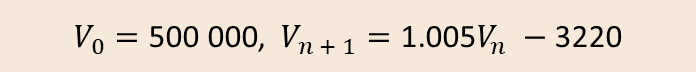 V₀ = 500 000, Vₙ ₊ ₁ = 1.005Vₙ − 3220